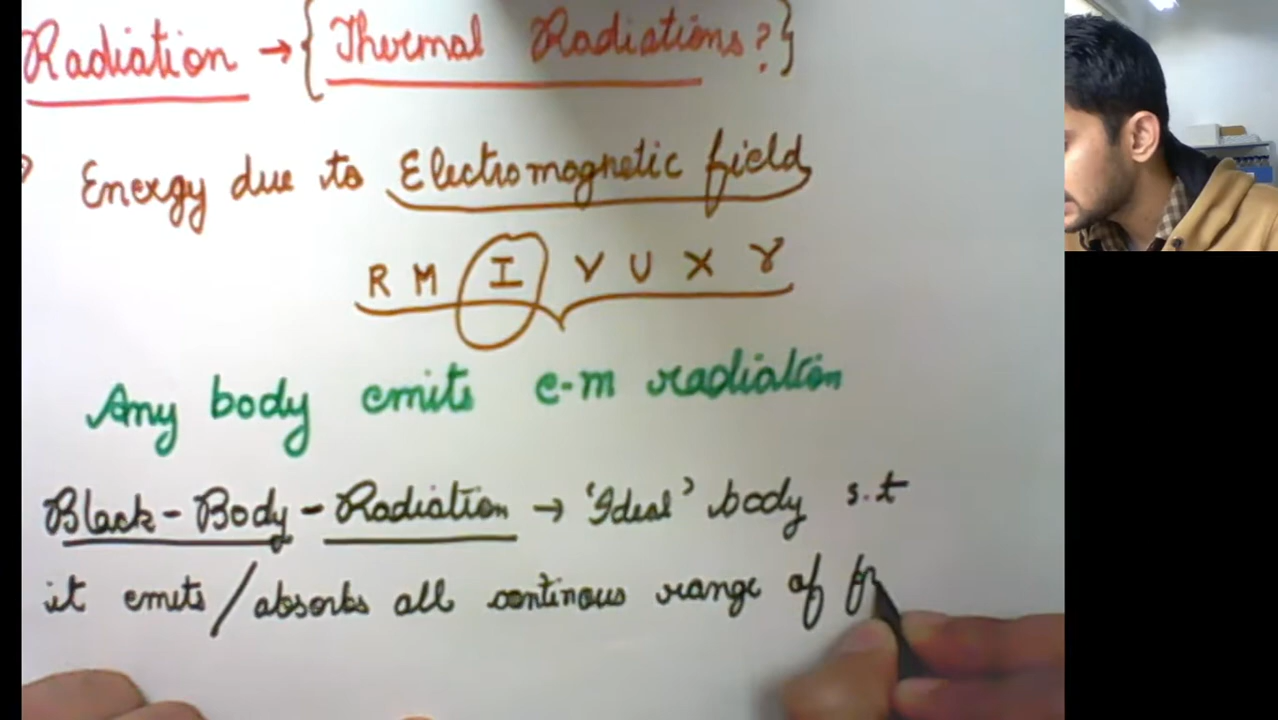 Radiation → {Thermal Radiations?}
Energy due to Electromagnetic field
R M I V U X γ
Any body emits e-m radiation
Black-Body-Radiation → 'Ideal' body s.t
it emits/absorbs all continous range of